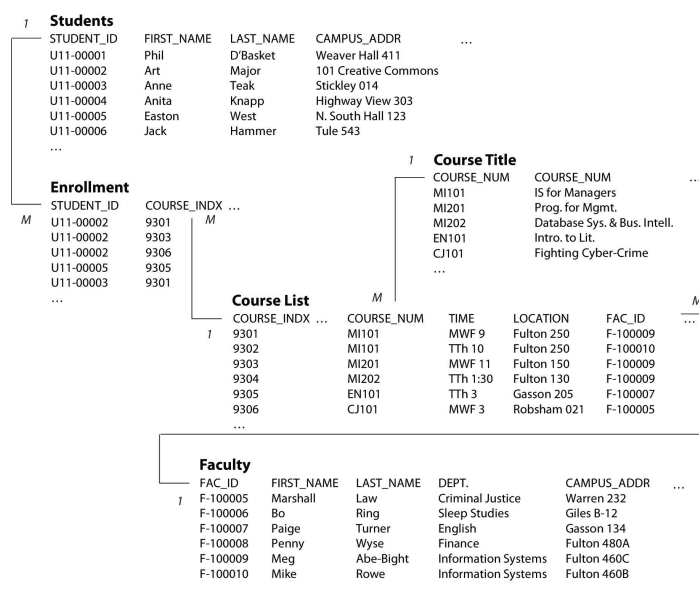 1 Students
STUDENT_ID FIRST_NAME LAST_NAME CAMPUS_ADDR ...
U11-00001 Phil D'Basket Weaver Hall 411
U11-00002 Art Major 101 Creative Commons
U11-00003 Anne Teak Stickley 014
U11-00004 Anita Knapp Highway View 303
U11-00005 Easton West N. South Hall 123
U11-00006 Jack Hammer Tule 543
...
1 Course Title
COURSE_NUM COURSE_NUM ...
MI101 IS for Managers
MI201 Prog. for Mgmt.
MI202 Database Sys. & Bus. Intell.
EN101 Intro. to Lit.
CJ101 Fighting Cyber-Crime
...
Enrollment
STUDENT_ID COURSE_INDX ...
M U11-00002 9301 M
U11-00002 9303
U11-00002 9306
U11-00005 9305
U11-00003 9301
...
Course List M M
COURSE_INDX ... COURSE_NUM TIME LOCATION FAC_ID ...
1 9301 MI101 MWF 9 Fulton 250 F-100009
9302 MI101 TTh 10 Fulton 250 F-100010
9303 MI201 MWF 11 Fulton 150 F-100009
9304 MI202 TTh 1:30 Fulton 130 F-100009
9305 EN101 TTh 3 Gasson 205 F-100007
9306 CJ101 MWF 3 Robsham 021 F-100005
...
Faculty
FAC_ID FIRST_NAME LAST_NAME DEPT. CAMPUS_ADDR ...
1 F-100005 Marshall Law Criminal Justice Warren 232
F-100006 Bo Ring Sleep Studies Giles B-12
F-100007 Paige Turner English Gasson 134
F-100008 Penny Wyse Finance Fulton 480A
F-100009 Meg Abe-Bight Information Systems Fulton 460C
F-100010 Mike Rowe Information Systems Fulton 460B